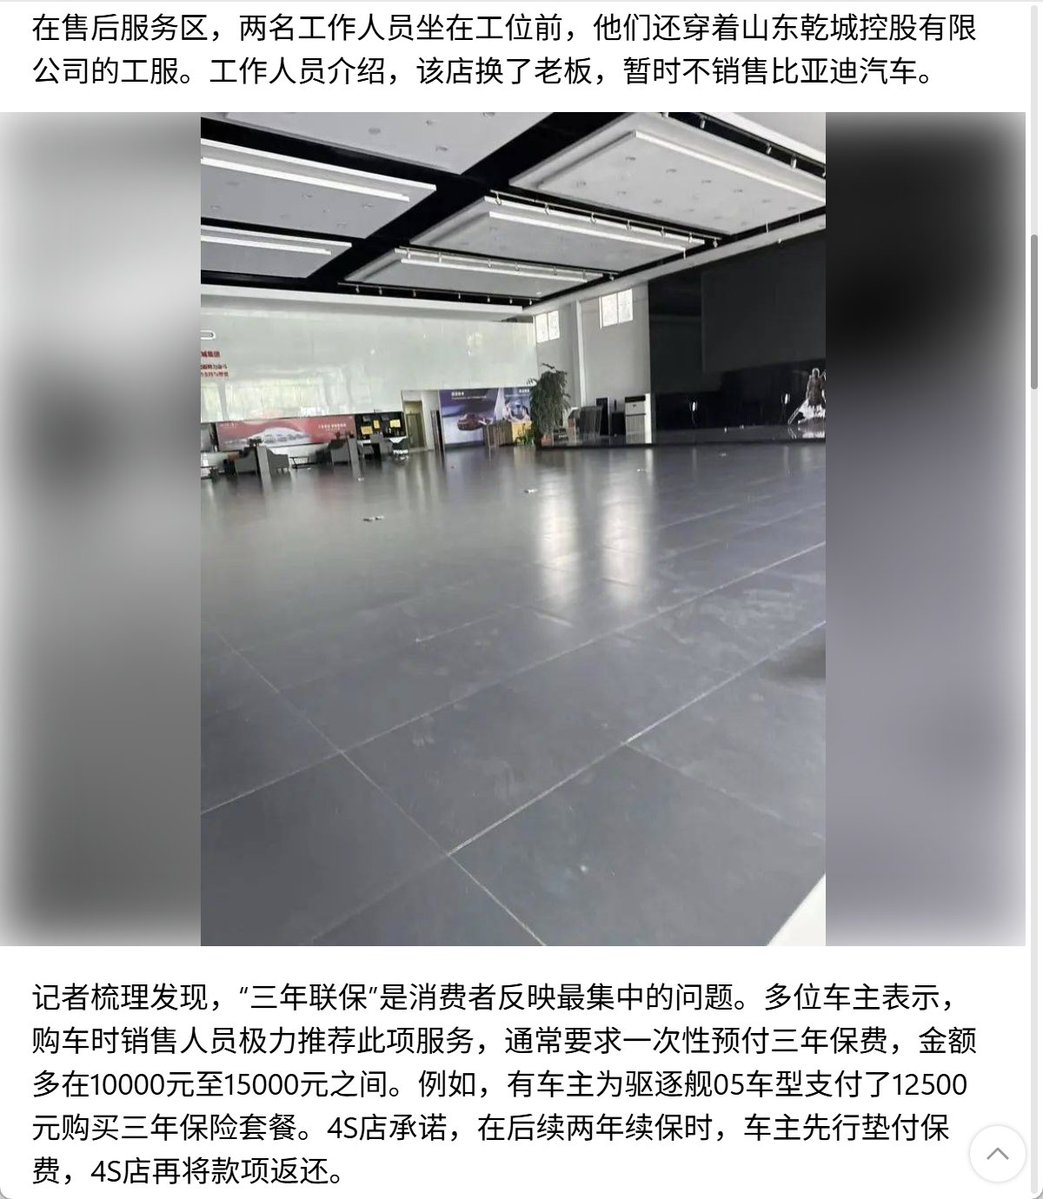 在售后服务区，两名工作人员坐在工位前，他们还穿着山东乾城控股有限
公司的工服。工作人员介绍，该店换了老板，暂时不销售比亚迪汽车。
记者梳理发现，“三年联保”是消费者反映最集中的问题。多位车主表示，
购车时销售人员极力推荐此项服务，通常要求一次性预付三年保费，金额
多在10000元至15000元之间。例如，有车主为驱逐舰05车型支付了12500
元购买三年保险套餐。4S店承诺，在后续两年续保时，车主先行垫付保
费，4S店再将款项返还。